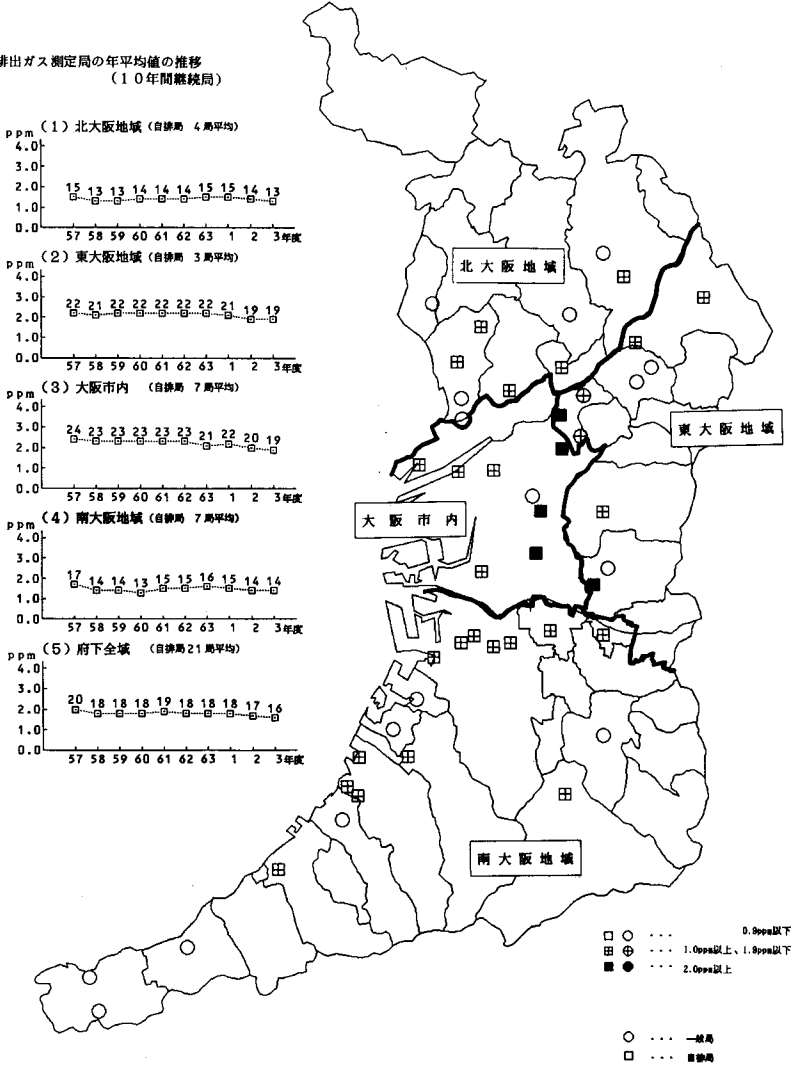 排出ガス測定局の年平均値の推移
(10年間継続局)
(1)北大阪地域(自排局 4局平均)
ppm
4.0
3.0
2.0
1.0
0.0
15 13 13 14 14 14 15 15 14 13
57 58 59 60 61 62 63 1 2 3年度
(2)東大阪地域(自排局 3局平均)
ppm
4.0
3.0
2.0
1.0
0.0
22 21 22 22 22 22 22 21 19 19
57 58 59 60 61 62 63 1 2 3年度
(3)大阪市内 (自排局 7局平均)
ppm
4.0
3.0
2.0
1.0
0.0
24 23 23 23 23 23 21 22 20 19
57 58 59 60 61 62 63 1 2 3年度
(4)南大阪地域(自排局 7局平均)
ppm
4.0
3.0
2.0
1.0
0.0
17 14 14 13 15 15 16 15 14 14
57 58 59 60 61 62 63 1 2 3年度
(5)府下全域 (自排局21局平均)
ppm
4.0
3.0
2.0
1.0
0.0
20 18 18 18 19 18 18 18 17 16
57 58 59 60 61 62 63 1 2 3年度
北大阪地域
東大阪地域
大阪市内
南大阪地域
・・・ 0.9ppm以下
・・・ 1.0ppm以上、1.9ppm以下
・・・ 2.0ppm以上
・・・ 一般局
・・・ 自排局